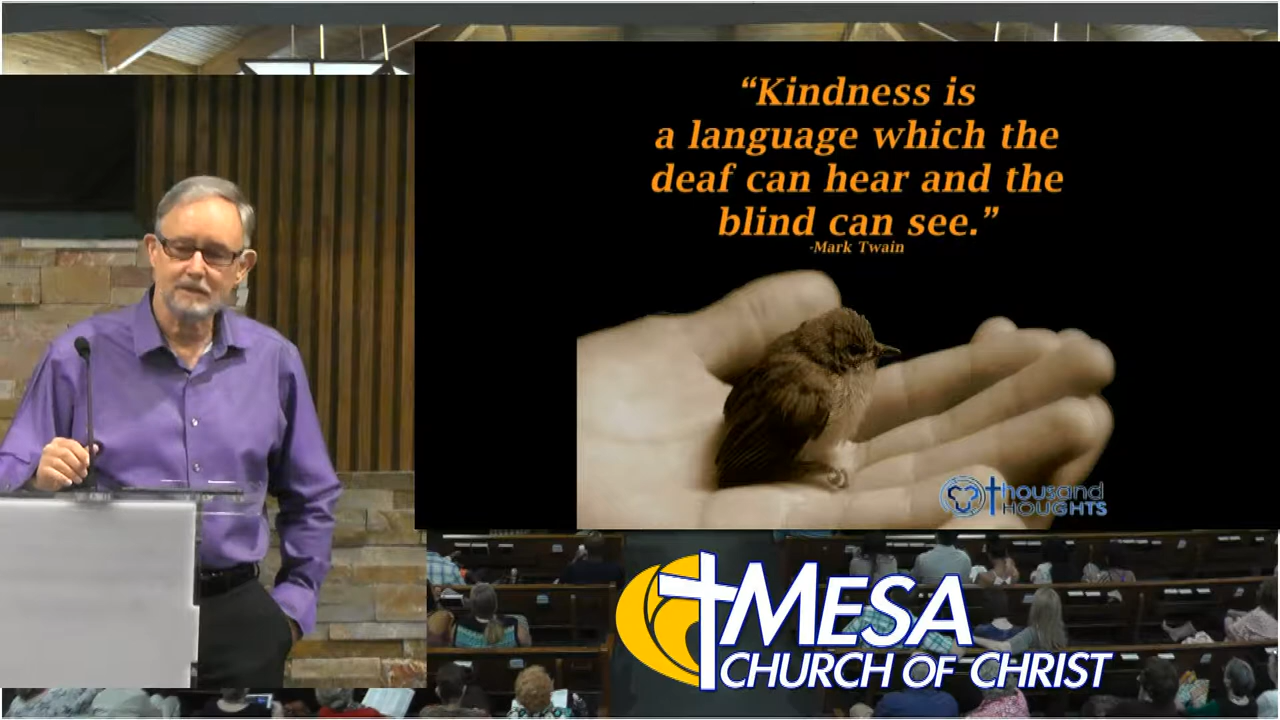 “Kindness is
a language which the
deaf can hear and the
blind can see.”
-Mark Twain
thousand
THOUGHTS
MESA
CHURCH OF CHRIST